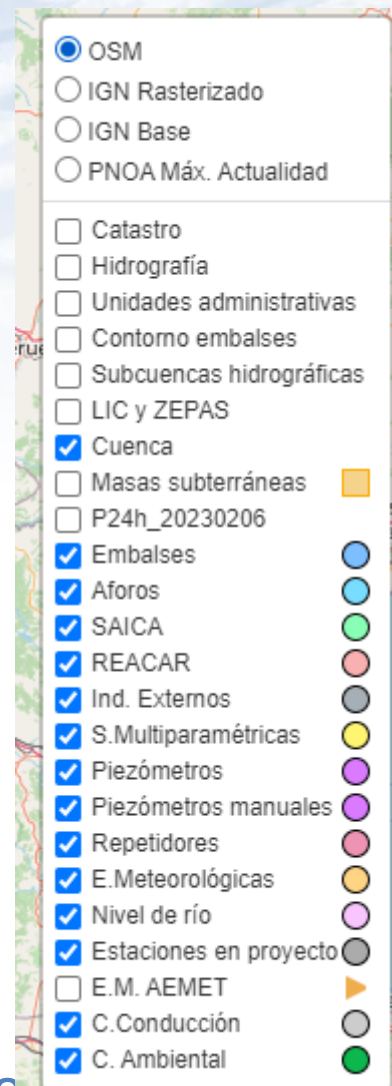 OSM
IGN Rasterizado
IGN Base
PNOA Máx. Actualidad
Catastro
Hidrografía
Unidades administrativas
Contorno embalses
Subcuencas hidrográficas
LIC y ZEPAS
Cuenca
Masas subterráneas
P24h_20230206
Embalses
Aforos
SAICA
REACAR
Ind. Externos
S.Multiparamétricas
Piezómetros
Piezómetros manuales
Repetidores
E.Meteorológicas
Nivel de río
Estaciones en proyecto
E.M. AEMET
C.Conducción
C. Ambiental